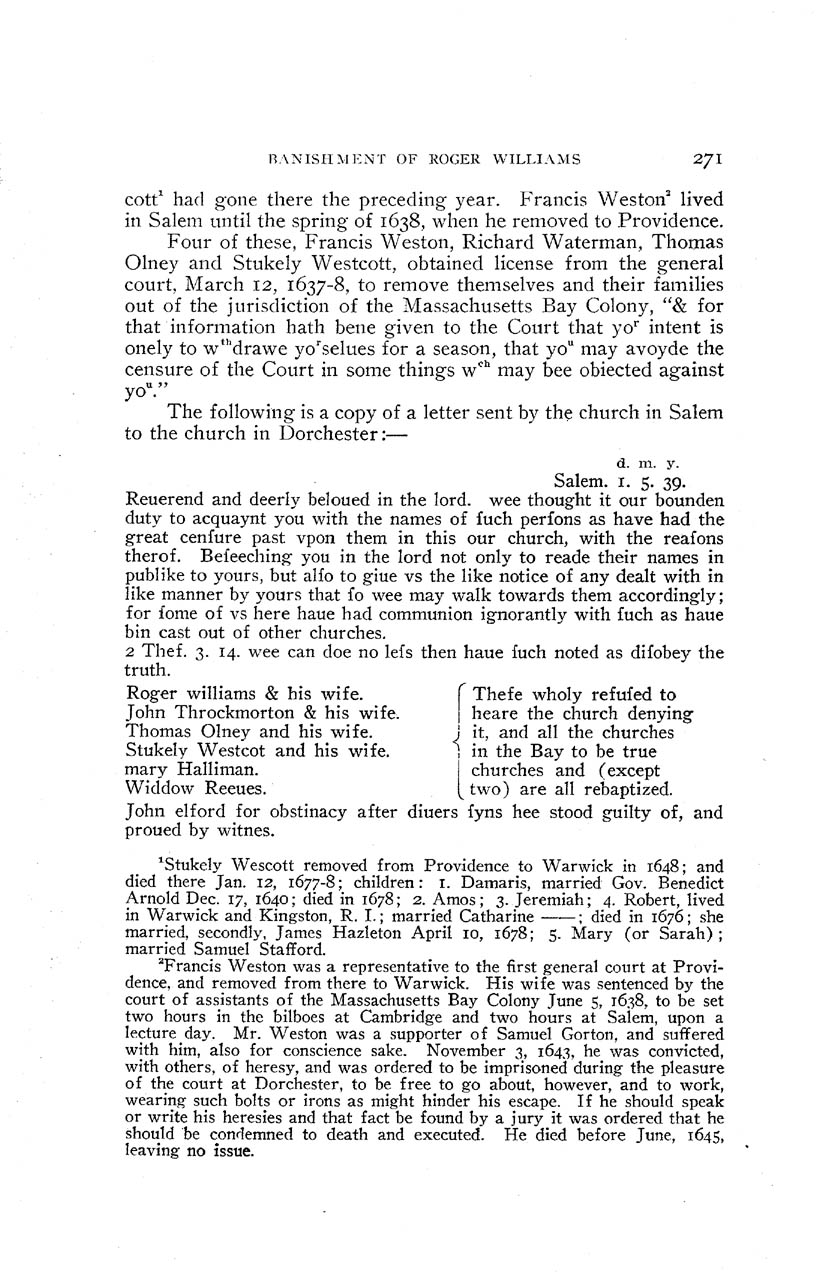 BANISHMENT OF ROGER WILLIAMS 271
cott¹ had gone there the preceding year. Francis Weston² lived
in Salem until the spring of 1638, when he removed to Providence.
Four of these, Francis Weston, Richard Waterman, Thomas
Olney and Stukely Westcott, obtained license from the general
court, March 12, 1637-8, to remove themselves and their families
out of the jurisdiction of the Massachusetts Bay Colony, "& for
that information hath bene given to the Court that yoʳ intent is
onely to wᵗʰdrawe yoʳselues for a season, that yoᵘ may avoyde the
censure of the Court in some things wᶜʰ may bee obiected against
yoᵘ."
The following is a copy of a letter sent by the church in Salem
to the church in Dorchester:—
d. m. y.
Salem. 1. 5. 39.
Reuerend and deerly beloued in the lord. wee thought it our bounden
duty to acquaynt you with the names of ſuch perſons as have had the
great cenſure past vpon them in this our church, with the reaſons
therof. Beſeeching you in the lord not only to reade their names in
publike to yours, but alſo to giue vs the like notice of any dealt with in
like manner by yours that ſo wee may walk towards them accordingly;
for ſome of vs here haue had communion ignorantly with ſuch as haue
bin cast out of other churches.
2 Theſ. 3. 14. wee can doe no leſs then haue ſuch noted as diſobey the
truth.
Roger williams & his wife.
John Throckmorton & his wife.
Thomas Olney and his wife.
Stukely Westcot and his wife.
mary Halliman.
Widdow Reeues.
Theſe wholy refuſed to
heare the church denying
it, and all the churches
in the Bay to be true
churches and (except
two) are all rebaptized.
John elford for obstinacy after diuers ſyns hee stood guilty of, and
proued by witnes.
¹Stukely Wescott removed from Providence to Warwick in 1648; and
died there Jan. 12, 1677-8; children: 1. Damaris, married Gov. Benedict
Arnold Dec. 17, 1640; died in 1678; 2. Amos; 3. Jeremiah; 4. Robert, lived
in Warwick and Kingston, R. I.; married Catharine ——; died in 1676; she
married, secondly, James Hazleton April 10, 1678; 5. Mary (or Sarah);
married Samuel Stafford.
²Francis Weston was a representative to the first general court at Provi-
dence, and removed from there to Warwick. His wife was sentenced by the
court of assistants of the Massachusetts Bay Colony June 5, 1638, to be set
two hours in the bilboes at Cambridge and two hours at Salem, upon a
lecture day. Mr. Weston was a supporter of Samuel Gorton, and suffered
with him, also for conscience sake. November 3, 1643, he was convicted,
with others, of heresy, and was ordered to be imprisoned during the pleasure
of the court at Dorchester, to be free to go about, however, and to work,
wearing such bolts or irons as might hinder his escape. If he should speak
or write his heresies and that fact be found by a jury it was ordered that he
should be condemned to death and executed. He died before June, 1645,
leaving no issue.